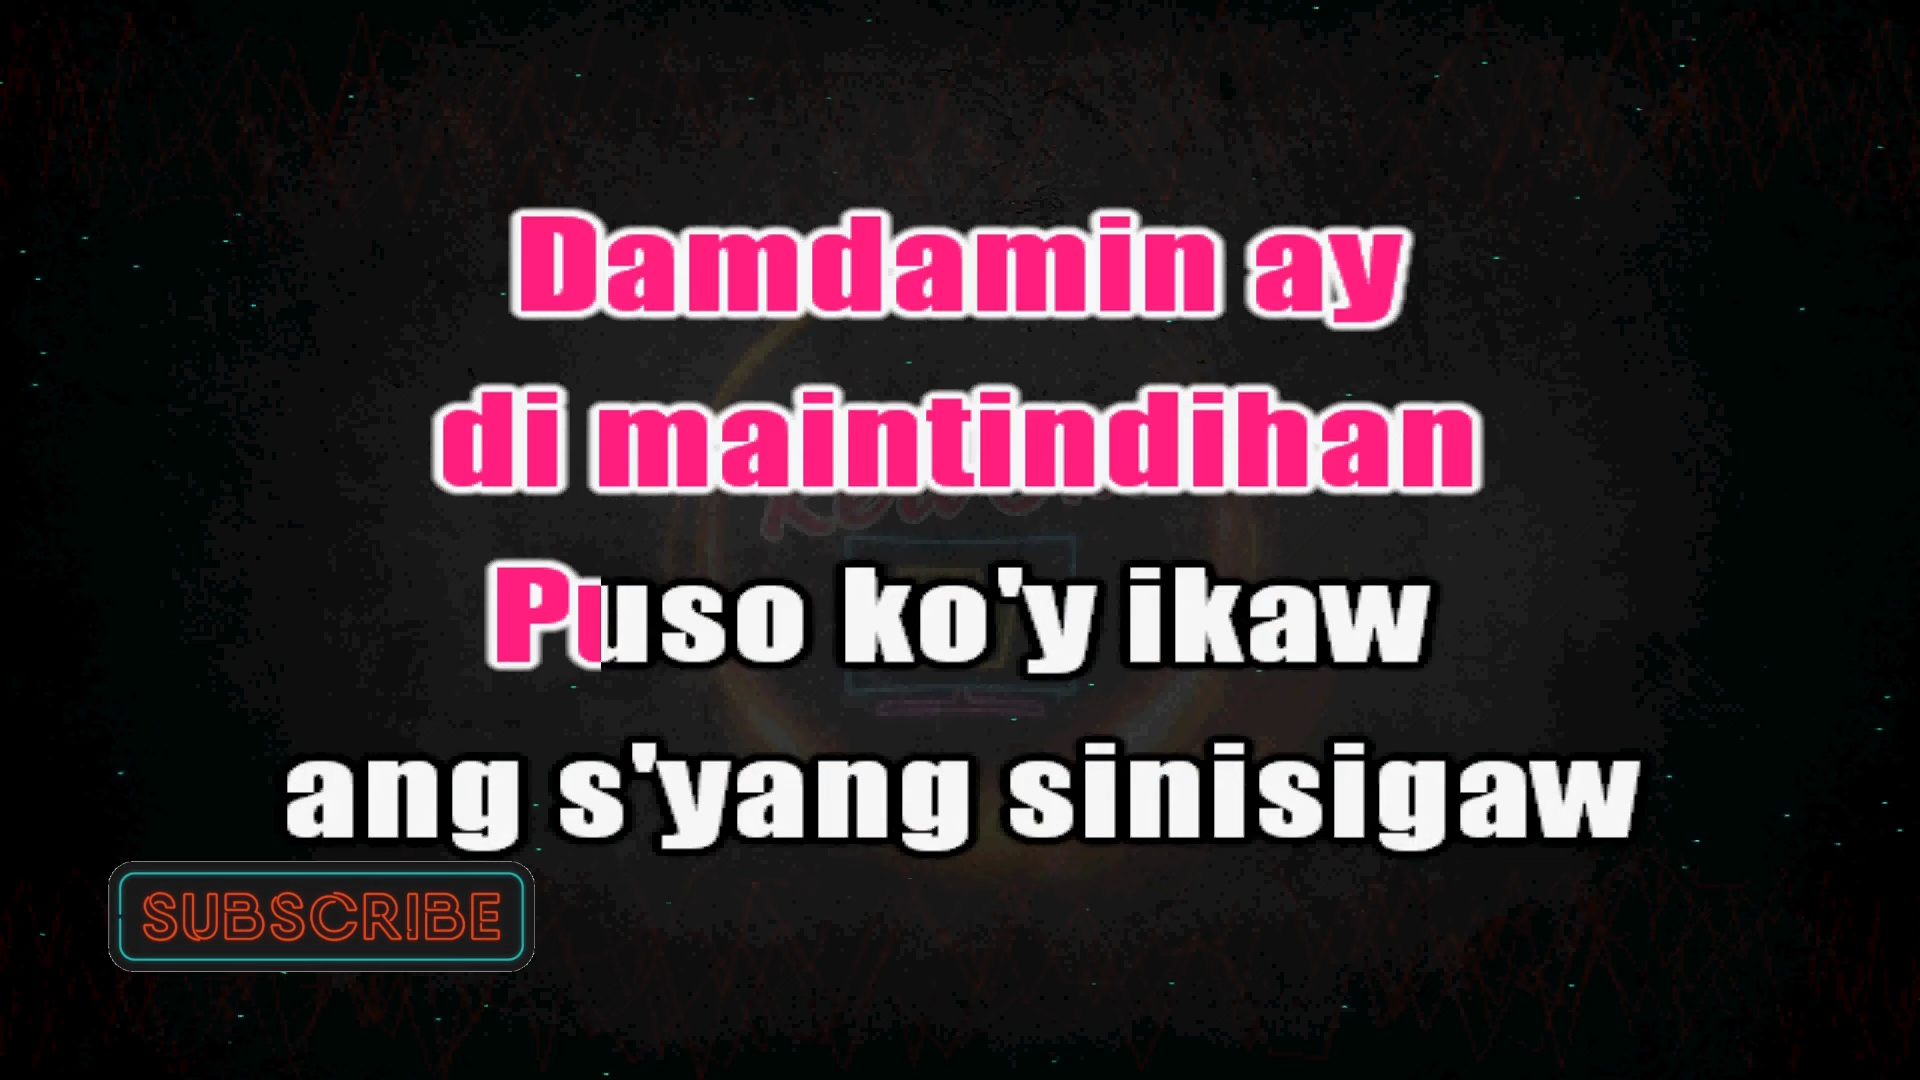 Damdamin ay
di maintindihan
Puso ko'y ikaw
ang s'yang sinisigaw
SUBSCRIBE